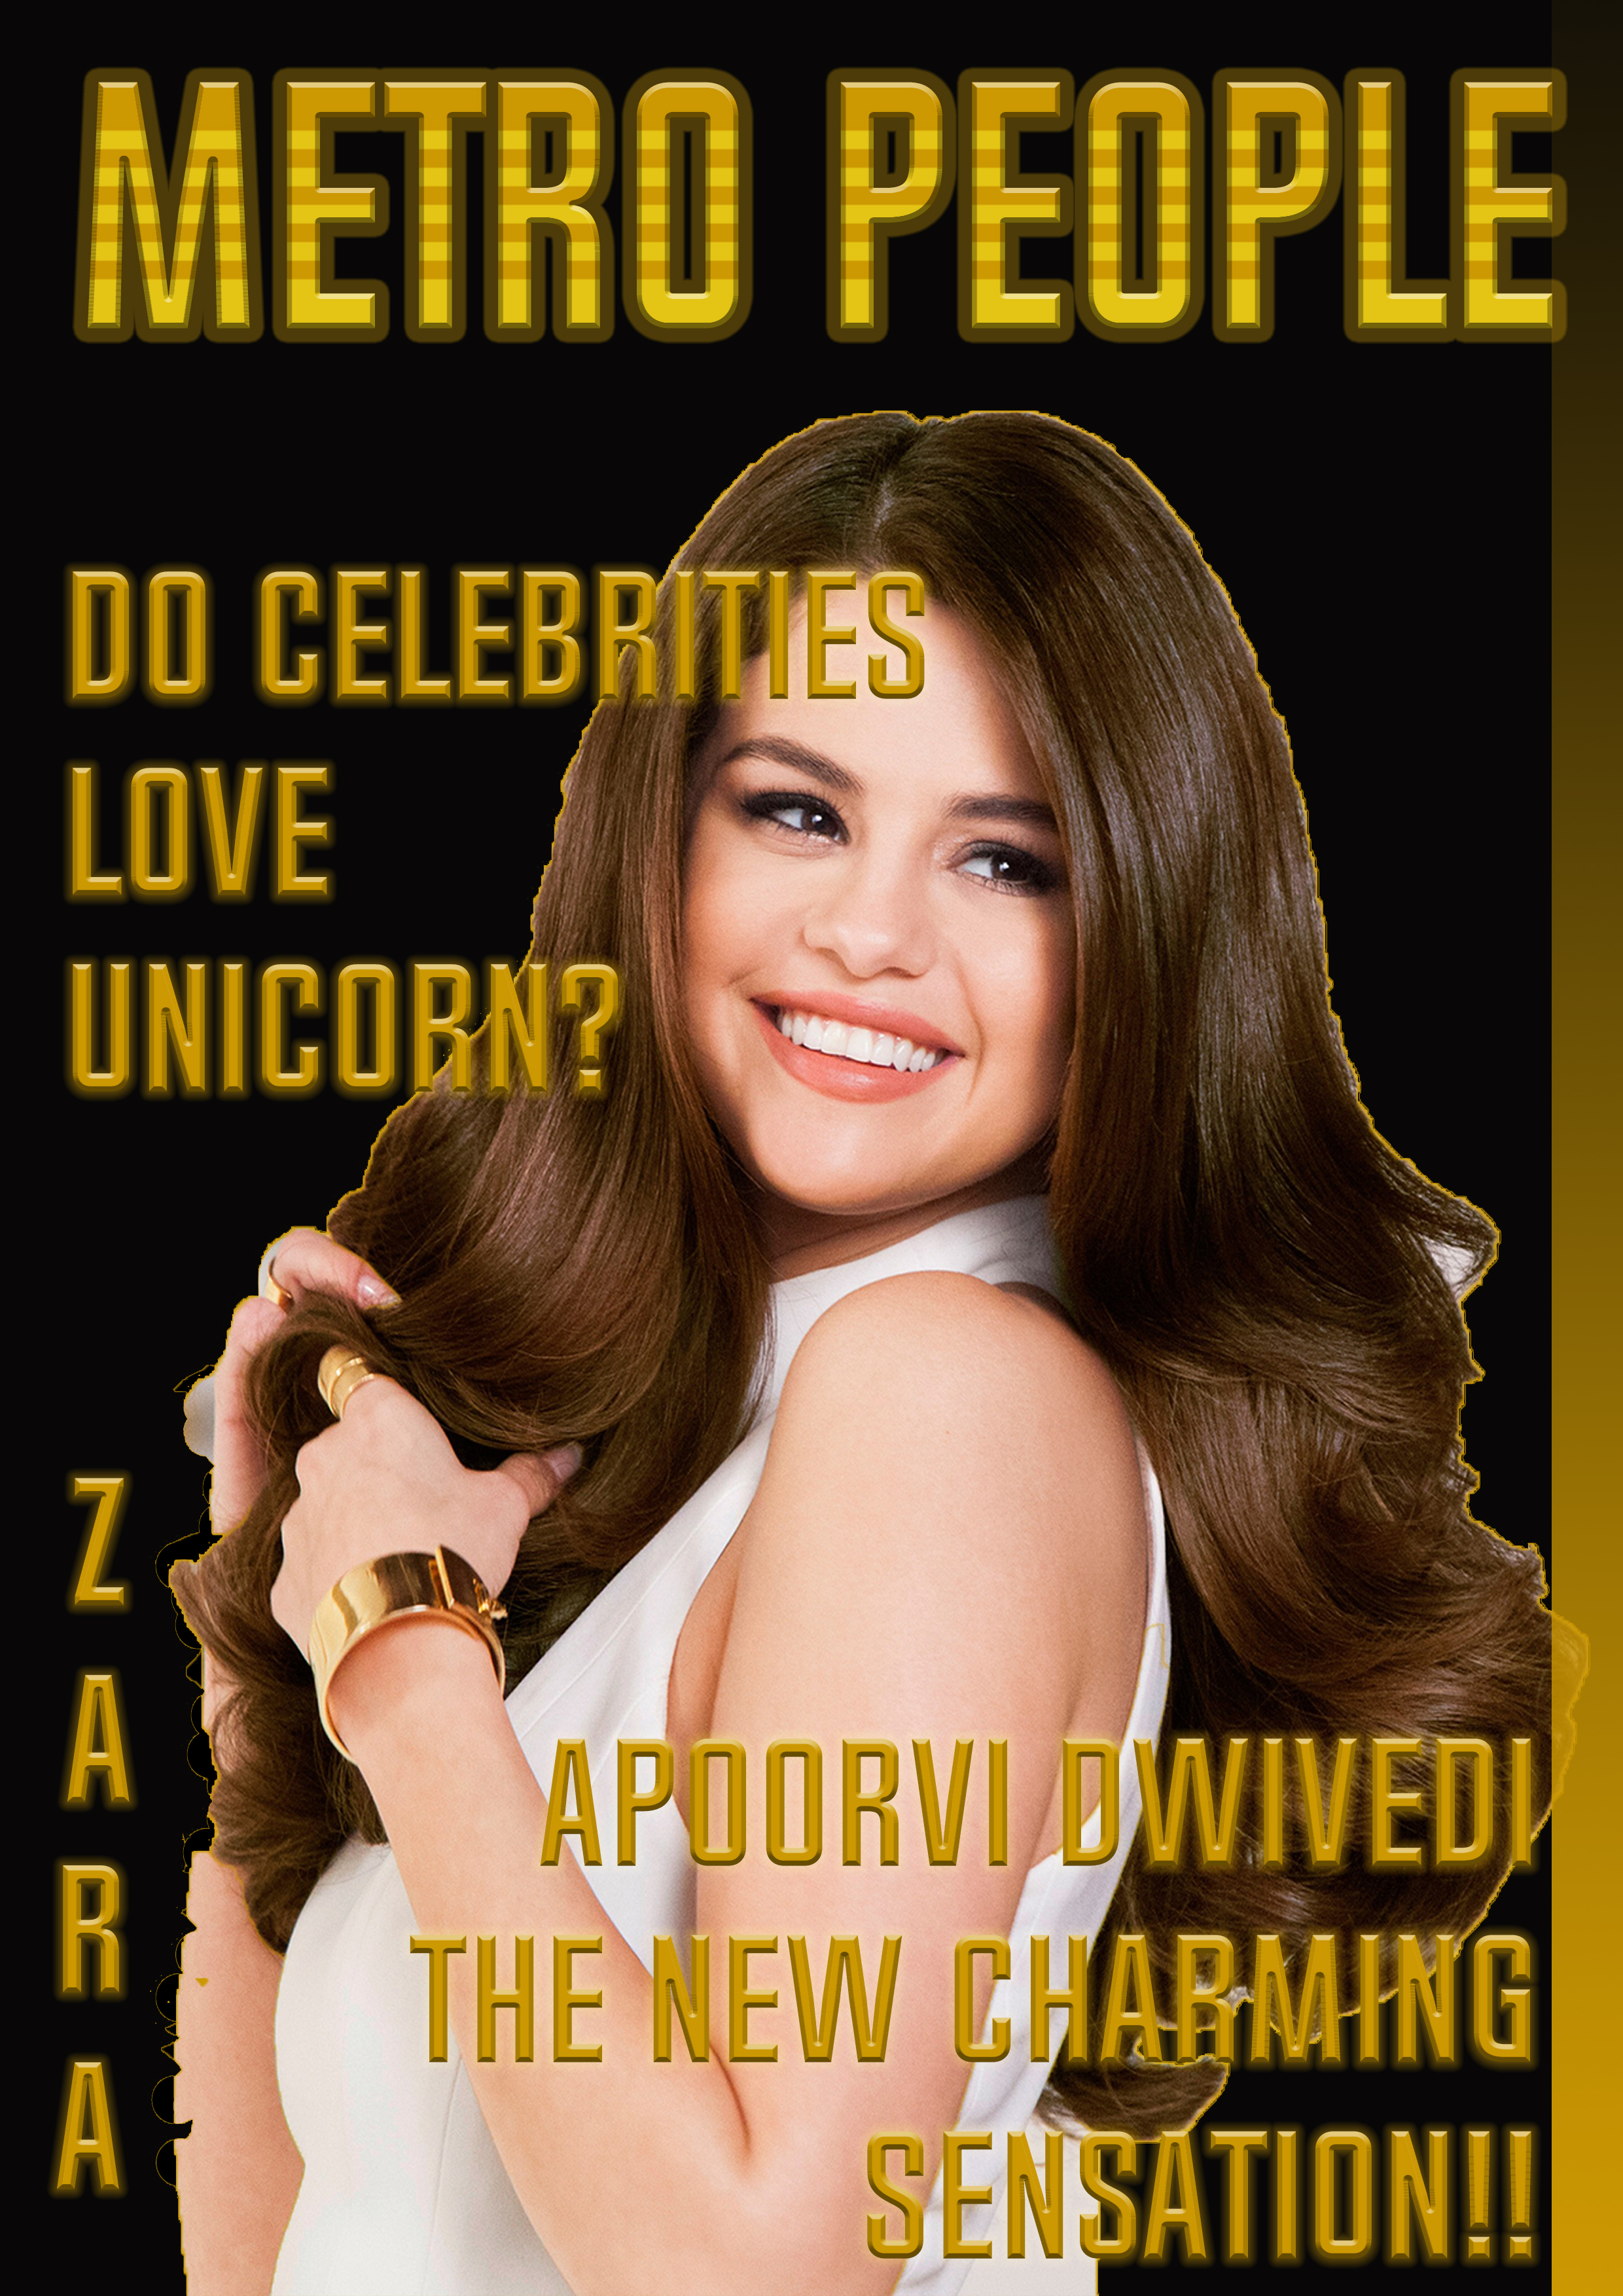 METRO PEOPLE
DO CELEBRITIES
LOVE
UNICORN?
Z
A
R
A
APOORVI DWIVEDI
THE NEW CHARMING
SENSATION!!